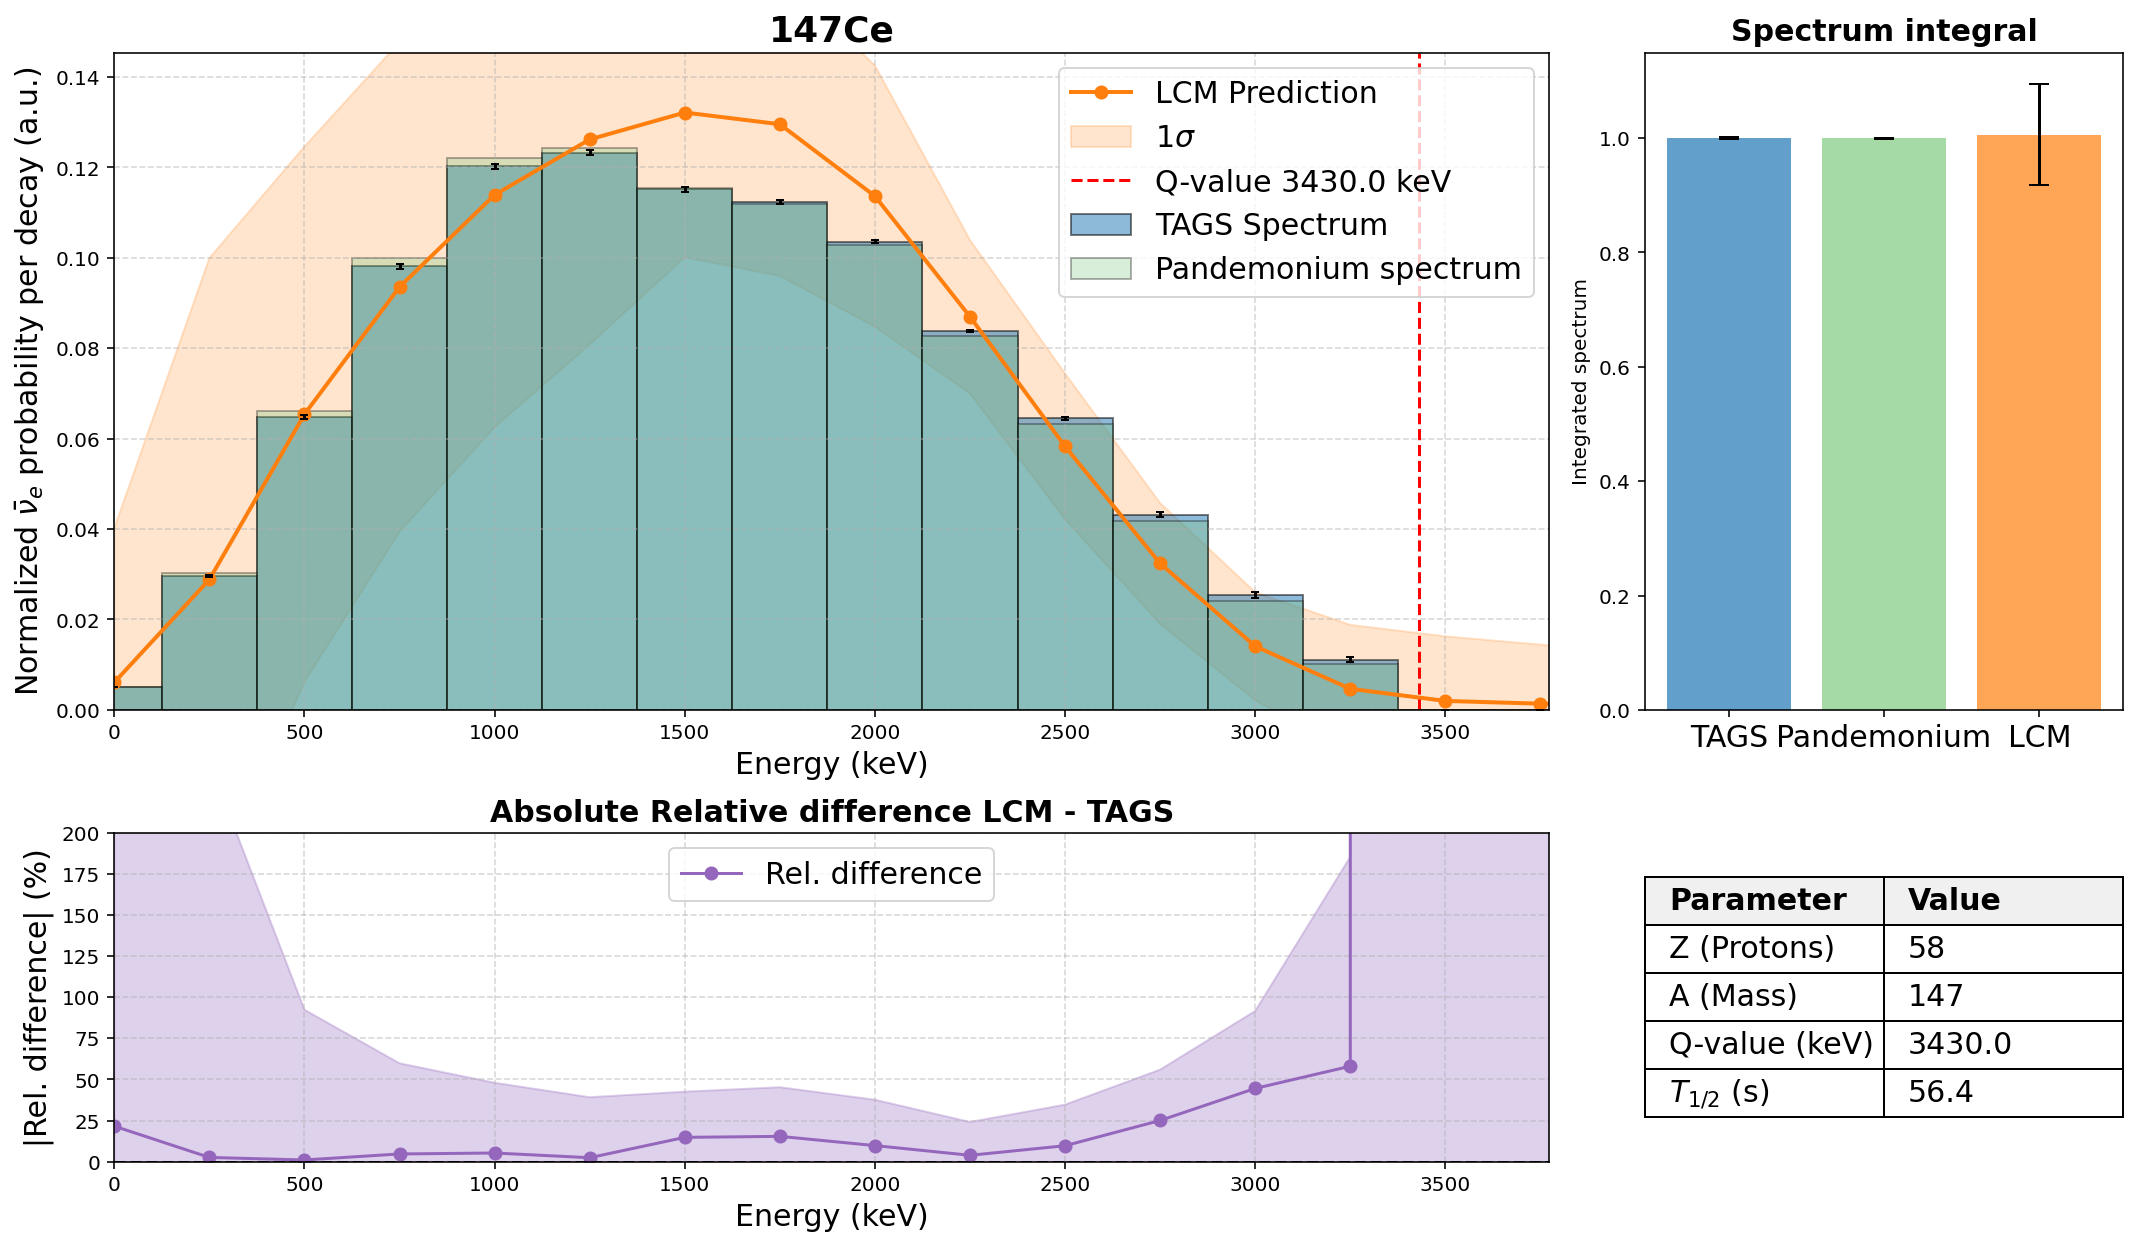 147Ce
Normalized ν̄e probability per decay (a.u.)
0.14
0.12
0.10
0.08
0.06
0.04
0.02
0.00
0 500 1000 1500 2000 2500 3000 3500
Energy (keV)
LCM Prediction
1σ
Q-value 3430.0 keV
TAGS Spectrum
Pandemonium spectrum
Spectrum integral
Integrated spectrum
1.0
0.8
0.6
0.4
0.2
0.0
TAGS Pandemonium LCM
Absolute Relative difference LCM - TAGS
|Rel. difference| (%)
200
175
150
125
100
75
50
25
0
0 500 1000 1500 2000 2500 3000 3500
Energy (keV)
Rel. difference
Parameter Value
Z (Protons) 58
A (Mass) 147
Q-value (keV) 3430.0
T1/2 (s) 56.4